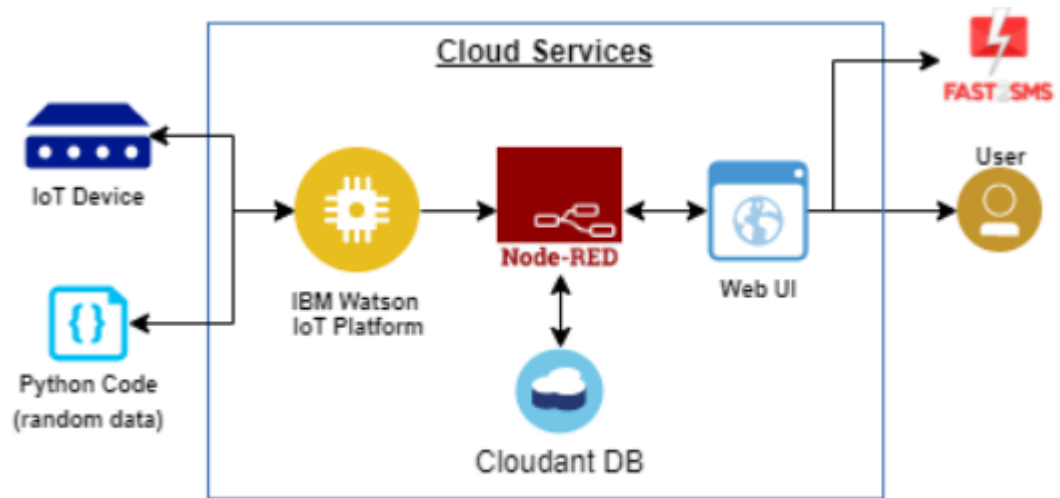 Cloud Services
FAST2SMS
IoT Device
User
Node-RED
IBM Watson
IoT Platform
Web UI
Python Code
(random data)
Cloudant DB